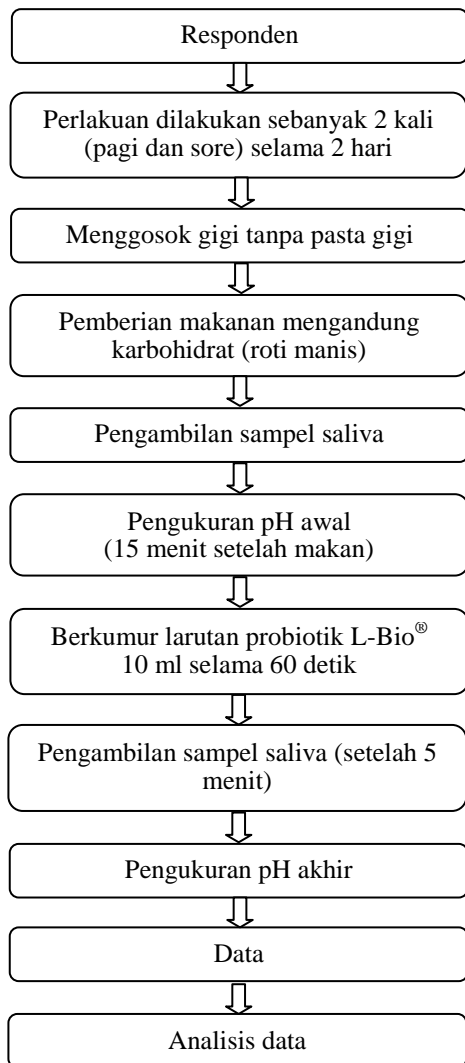 Responden
Perlakuan dilakukan sebanyak 2 kali
(pagi dan sore) selama 2 hari
Menggosok gigi tanpa pasta gigi
Pemberian makanan mengandung
karbohidrat (roti manis)
Pengambilan sampel saliva
Pengukuran pH awal
(15 menit setelah makan)
Berkumur larutan probiotik L-Bio®
10 ml selama 60 detik
Pengambilan sampel saliva (setelah 5
menit)
Pengukuran pH akhir
Data
Analisis data